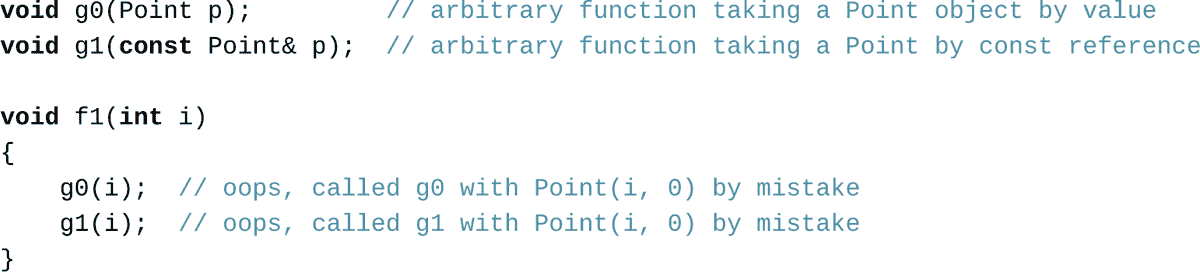 void g0(Point p);         // arbitrary function taking a Point object by value
void g1(const Point& p);  // arbitrary function taking a Point by const reference

void f1(int i)
{
    g0(i);  // oops, called g0 with Point(i, 0) by mistake
    g1(i);  // oops, called g1 with Point(i, 0) by mistake
}